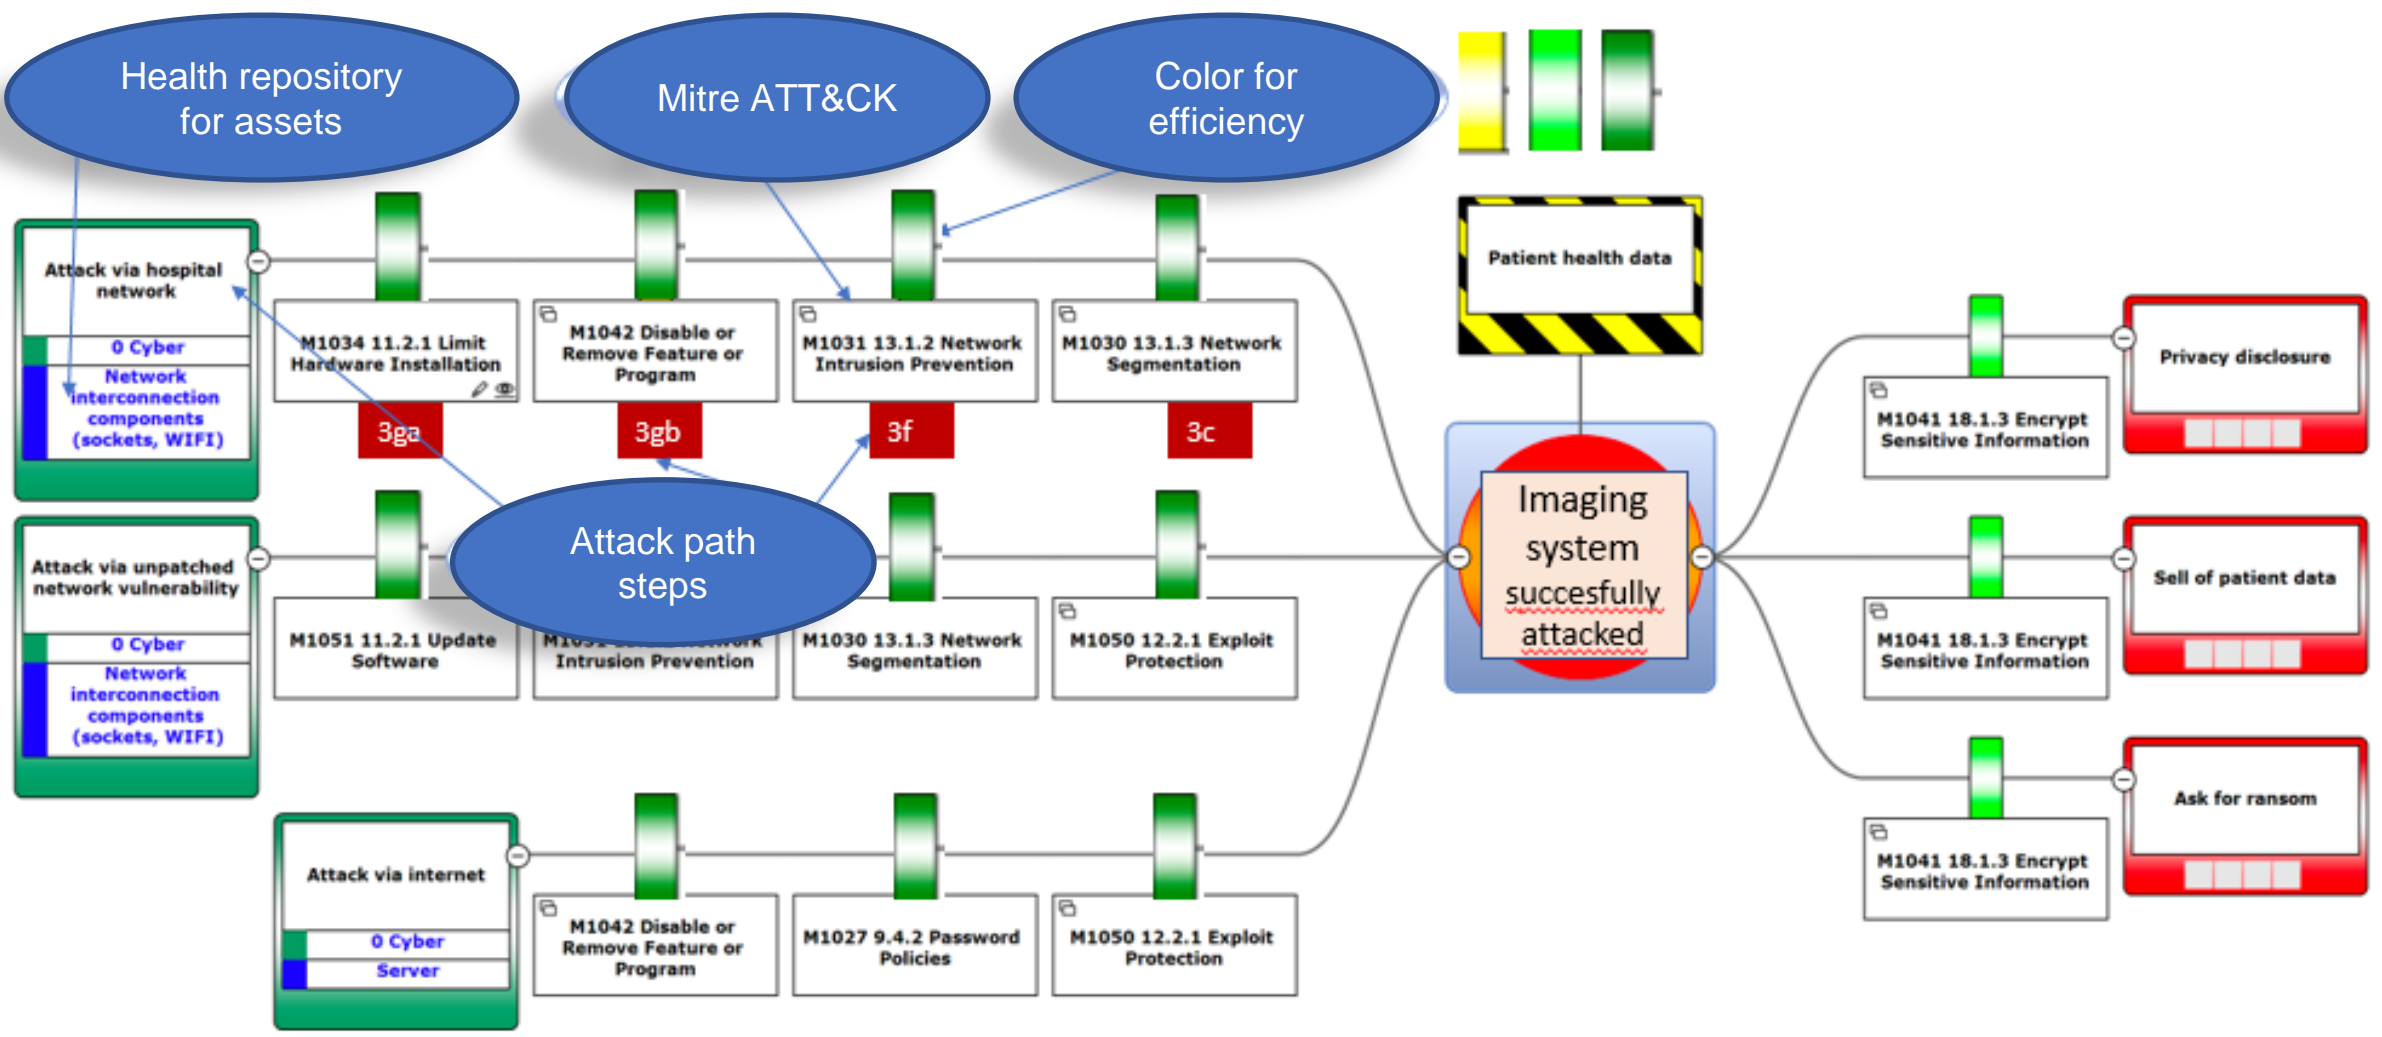 Health repository
for assets
Mitre ATT&CK
Color for
efficiency
Attack via hospital
network
0 Cyber
Network
interconnection
components
(sockets, WIFI)
M1034 11.2.1 Limit
Hardware Installation
M1042 Disable or
Remove Feature or
Program
M1031 13.1.2 Network
Intrusion Prevention
M1030 13.1.3 Network
Segmentation
3ga
3gb
3f
3c
Attack path
steps
Attack via unpatched
network vulnerability
0 Cyber
Network
interconnection
components
(sockets, WIFI)
M1051 11.2.1 Update
Software
Intrusion Prevention
M1030 13.1.3 Network
Segmentation
M1050 12.2.1 Exploit
Protection
Attack via internet
0 Cyber
Server
M1042 Disable or
Remove Feature or
Program
M1027 9.4.2 Password
Policies
M1050 12.2.1 Exploit
Protection
Patient health data
Imaging
system
succesfully
attacked
M1041 18.1.3 Encrypt
Sensitive Information
Privacy disclosure
M1041 18.1.3 Encrypt
Sensitive Information
Sell of patient data
M1041 18.1.3 Encrypt
Sensitive Information
Ask for ransom